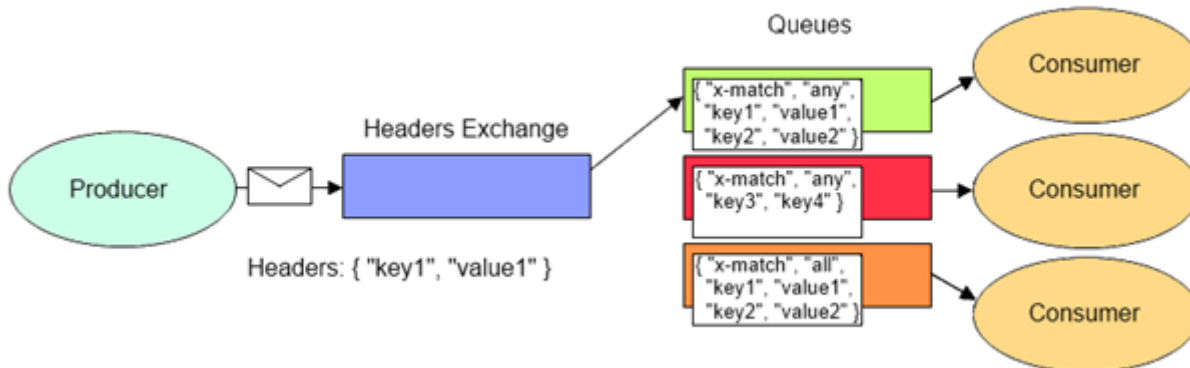 Queues
Consumer
{ "x-match", "any",
"key1", "value1",
"key2", "value2" }
Headers Exchange
Producer
{ "x-match", "any",
"key3", "key4" }
Consumer
Headers: { "key1", "value1" }
{ "x-match", "all",
"key1", "value1",
"key2", "value2" }
Consumer